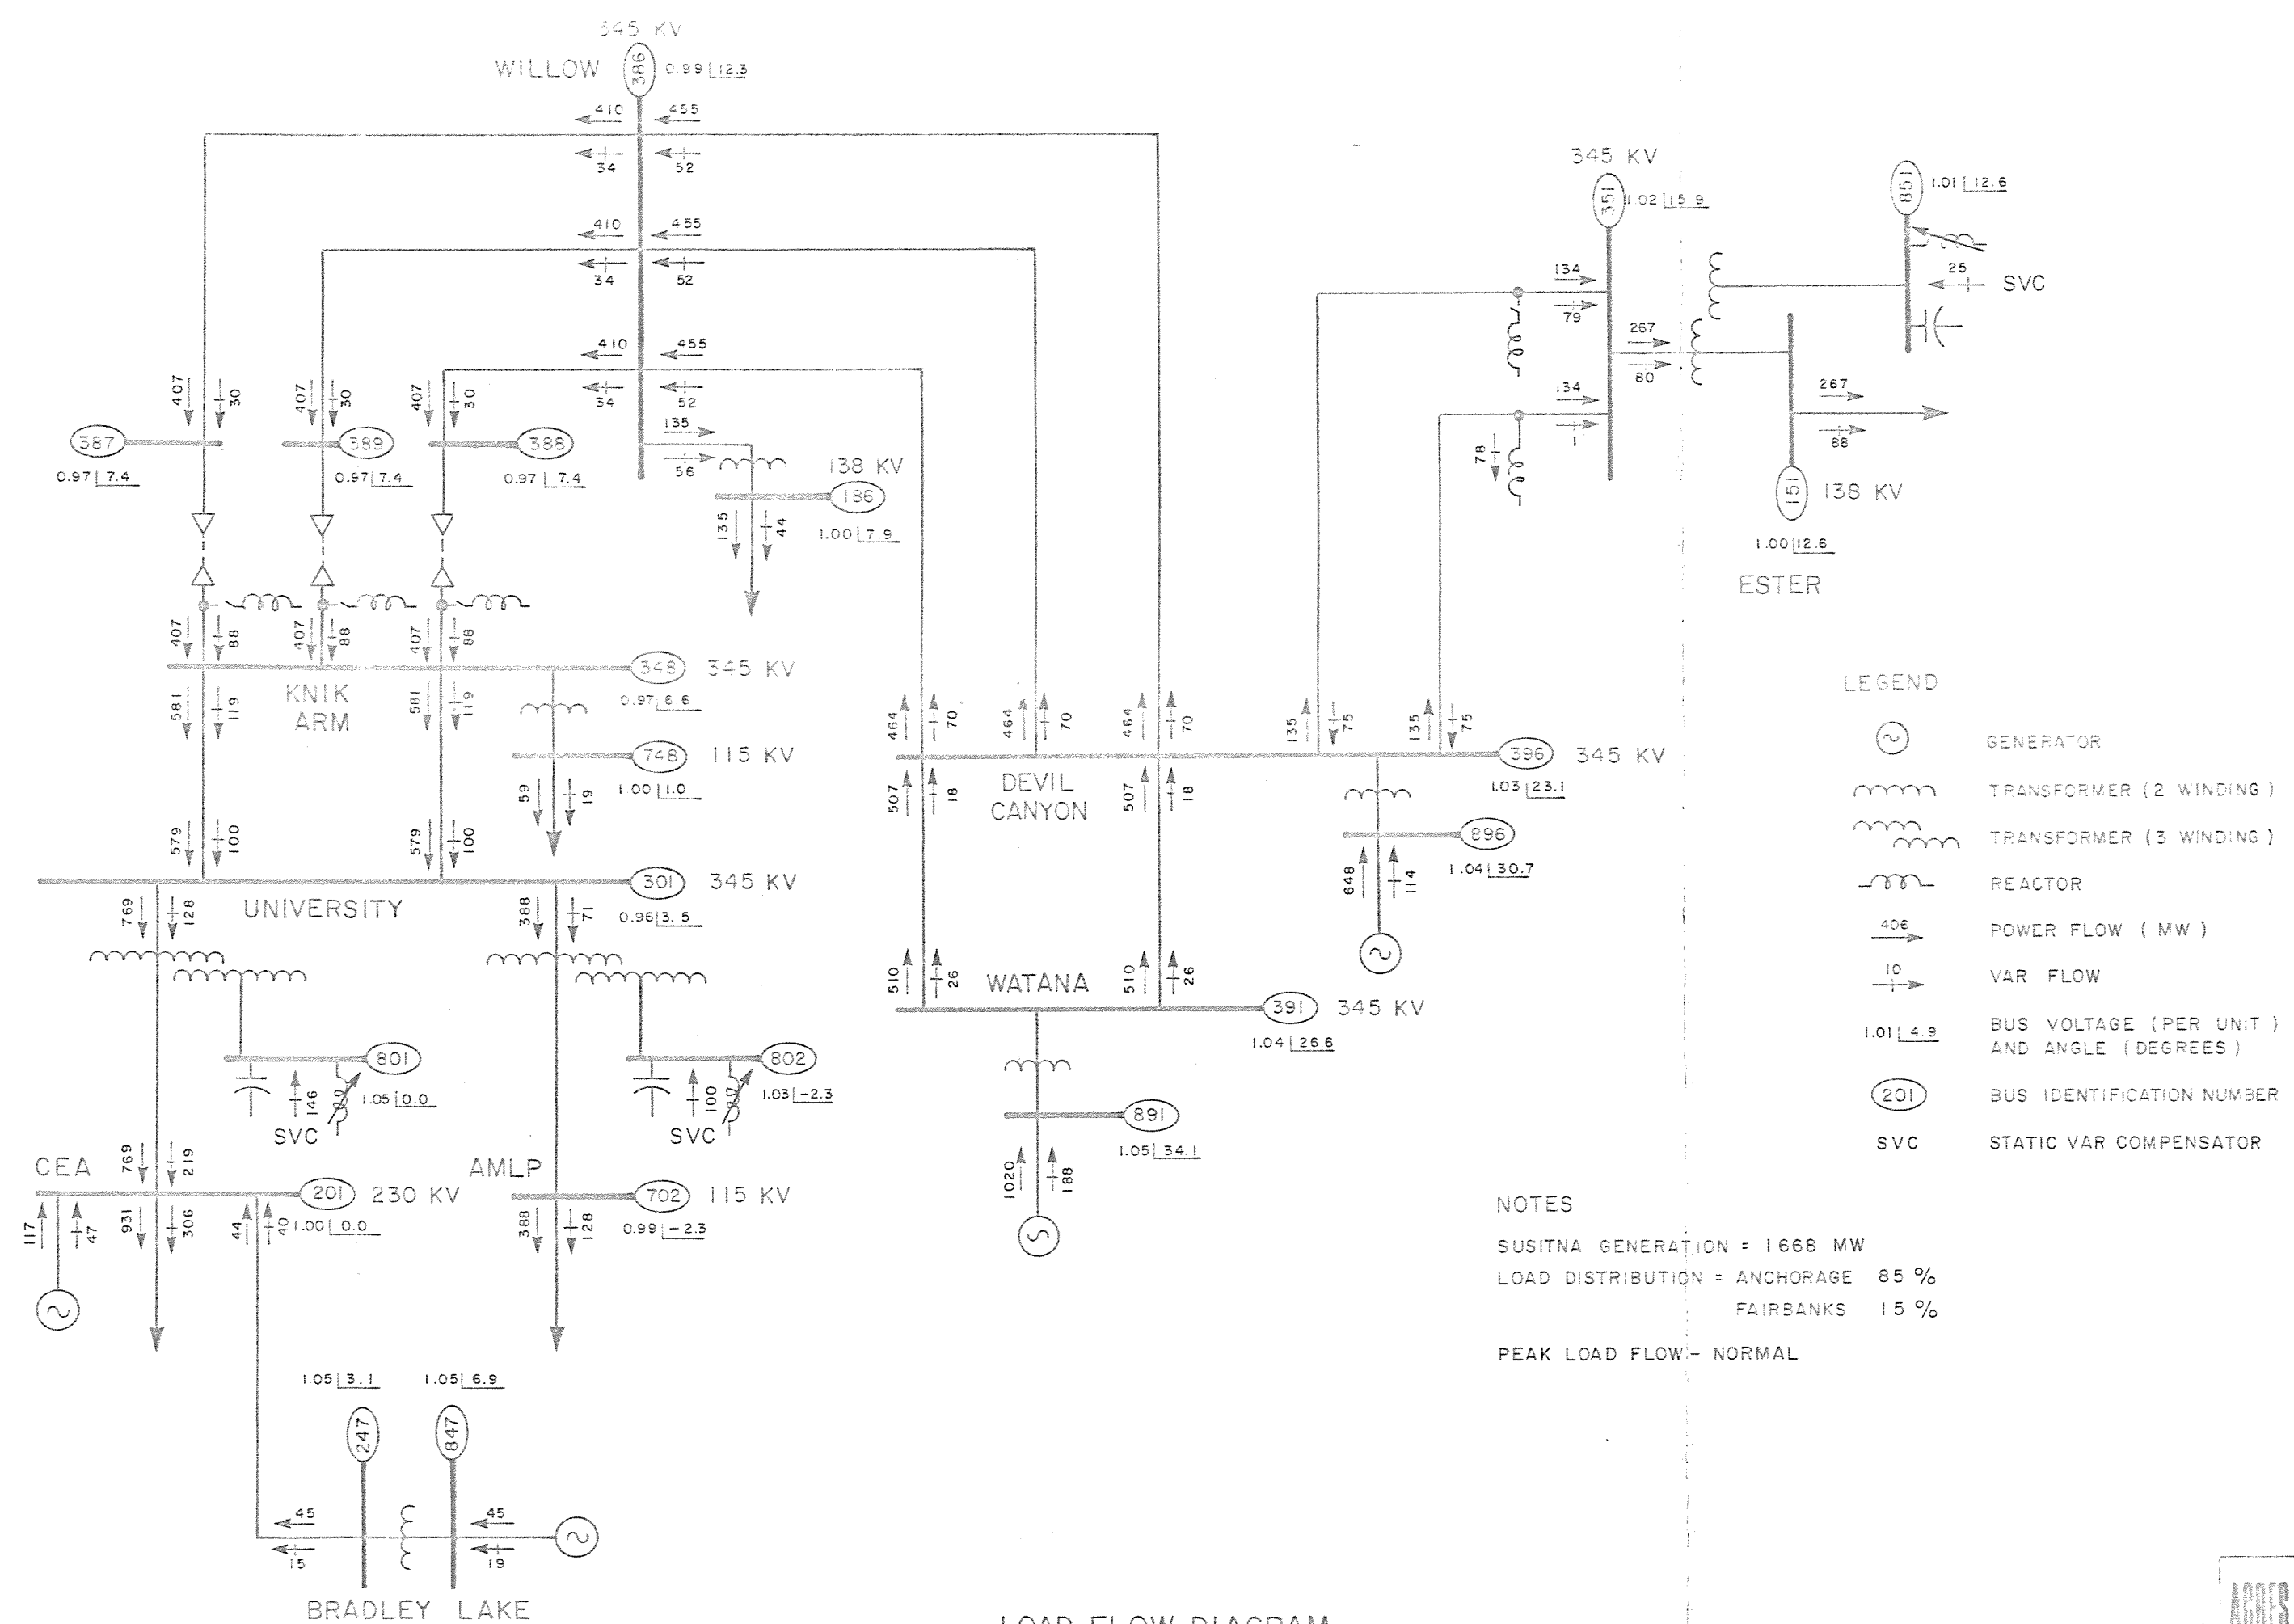 345 KV
WILLOW 386 0.99 12.3
410 455
34 52
410 455
34 52
410 455
34 52
135
56
138 KV
186
1.00 7.9
135 44
407 30 407 30 407 30
387 389 388
0.97 7.4 0.97 7.4 0.97 7.4
407 88 407 88 407 88
348 345 KV
KNIK
ARM
0.97 6.6
581 119 581 119
748 115 KV
1.00 1.0
59 19
579 100 579 100
301 345 KV
UNIVERSITY
0.96 3.5
769 128 388 71
801 802
146 1.05 0.0 100 1.03 -2.3
SVC SVC
CEA 769 219 AMLP
201 230 KV 702 115 KV
117 47 931 306 44 40 1.00 0.0 388 128 0.99 -2.3
1.05 3.1 1.05 6.9
247 847
45 45
15 19
BRADLEY LAKE
464 70 464 70 464 70 135 75 135 75
396 345 KV
DEVIL
CANYON
1.03 23.1
507 18 507 18
896
1.04 30.7
648 114
510 26 WATANA 510 26
391 345 KV
1.04 26.6
891
1.05 34.1
1020 188
345 KV
351 1.02 15.9
134
79
134
1
78
267
80
851 1.01 12.6
25 SVC
267
88
151 138 KV
1.00 12.6
ESTER
LEGEND
GENERATOR
TRANSFORMER (2 WINDING)
TRANSFORMER (3 WINDING)
REACTOR
406 POWER FLOW (MW)
10 VAR FLOW
1.01 4.9 BUS VOLTAGE (PER UNIT)
AND ANGLE (DEGREES)
201 BUS IDENTIFICATION NUMBER
SVC STATIC VAR COMPENSATOR
NOTES
SUSITNA GENERATION = 1668 MW
LOAD DISTRIBUTION = ANCHORAGE 85 %
FAIRBANKS 15 %
PEAK LOAD FLOW - NORMAL
LOAD FLOW DIAGRAM